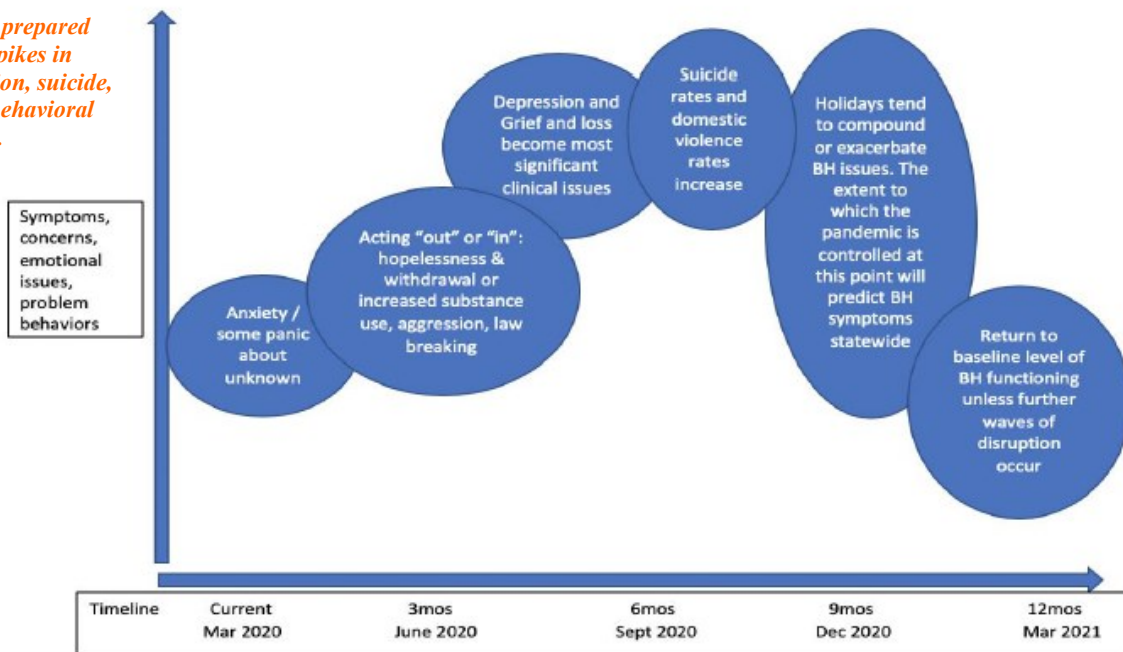 prepared
pikes in
on, suicide,
ehavioral
Symptoms,
concerns,
emotional
issues,
problem
behaviors
Anxiety /
some panic
about
unknown
Acting “out” or “in”:
hopelessness &
withdrawal or
increased substance
use, aggression, law
breaking
Depression and
Grief and loss
become most
significant
clinical issues
Suicide
rates and
domestic
violence
rates
increase
Holidays tend
to compound
or exacerbate
BH issues. The
extent to
which the
pandemic is
controlled at
this point will
predict BH
symptoms
statewide
Return to
baseline level of
BH functioning
unless further
waves of
disruption
occur
Timeline Current 3mos 6mos 9mos 12mos
Mar 2020 June 2020 Sept 2020 Dec 2020 Mar 2021